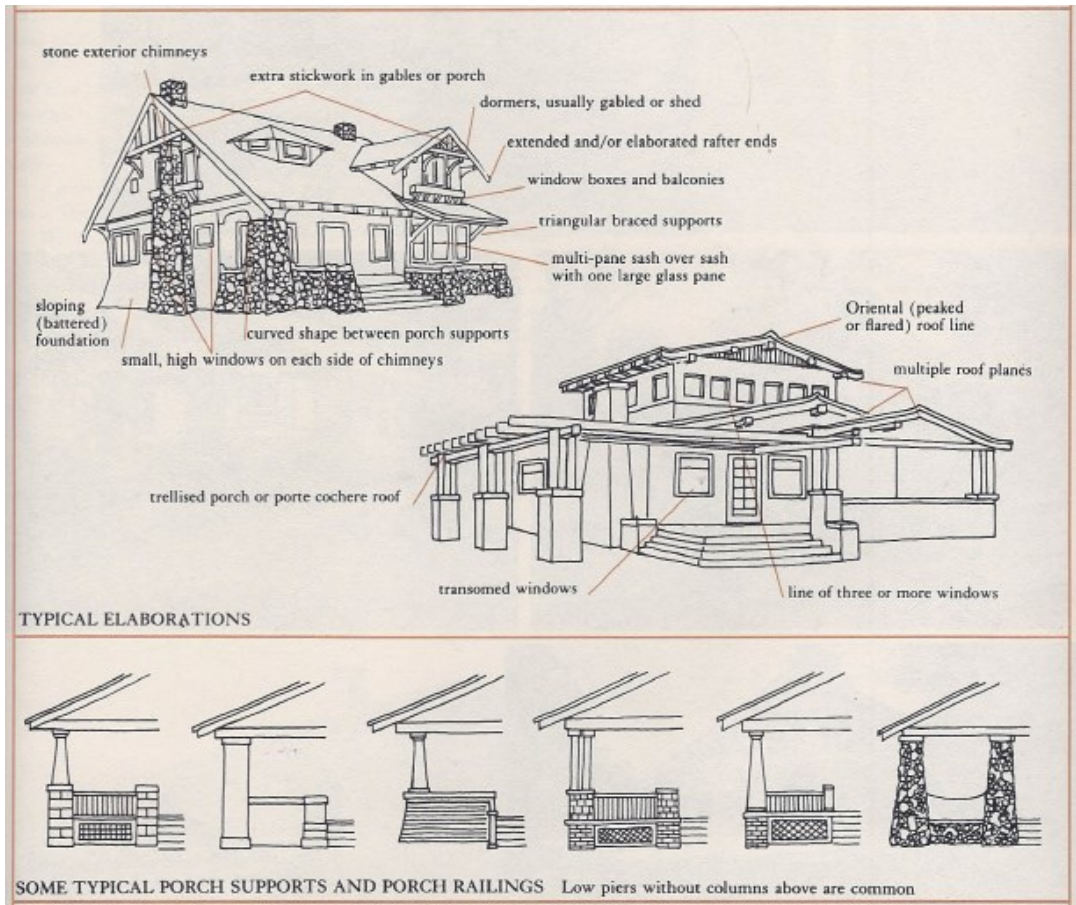 stone exterior chimneys
extra stickwork in gables or porch
dormers, usually gabled or shed
extended and/or elaborated rafter ends
window boxes and balconies
triangular braced supports
multi-pane sash over sash
with one large glass pane
sloping
(battered)
foundation
curved shape between porch supports
small, high windows on each side of chimneys
Oriental (peaked
or flared) roof line
multiple roof planes
trellised porch or porte cochere roof
transomed windows
line of three or more windows
TYPICAL ELABORATIONS
SOME TYPICAL PORCH SUPPORTS AND PORCH RAILINGS Low piers without columns above are common